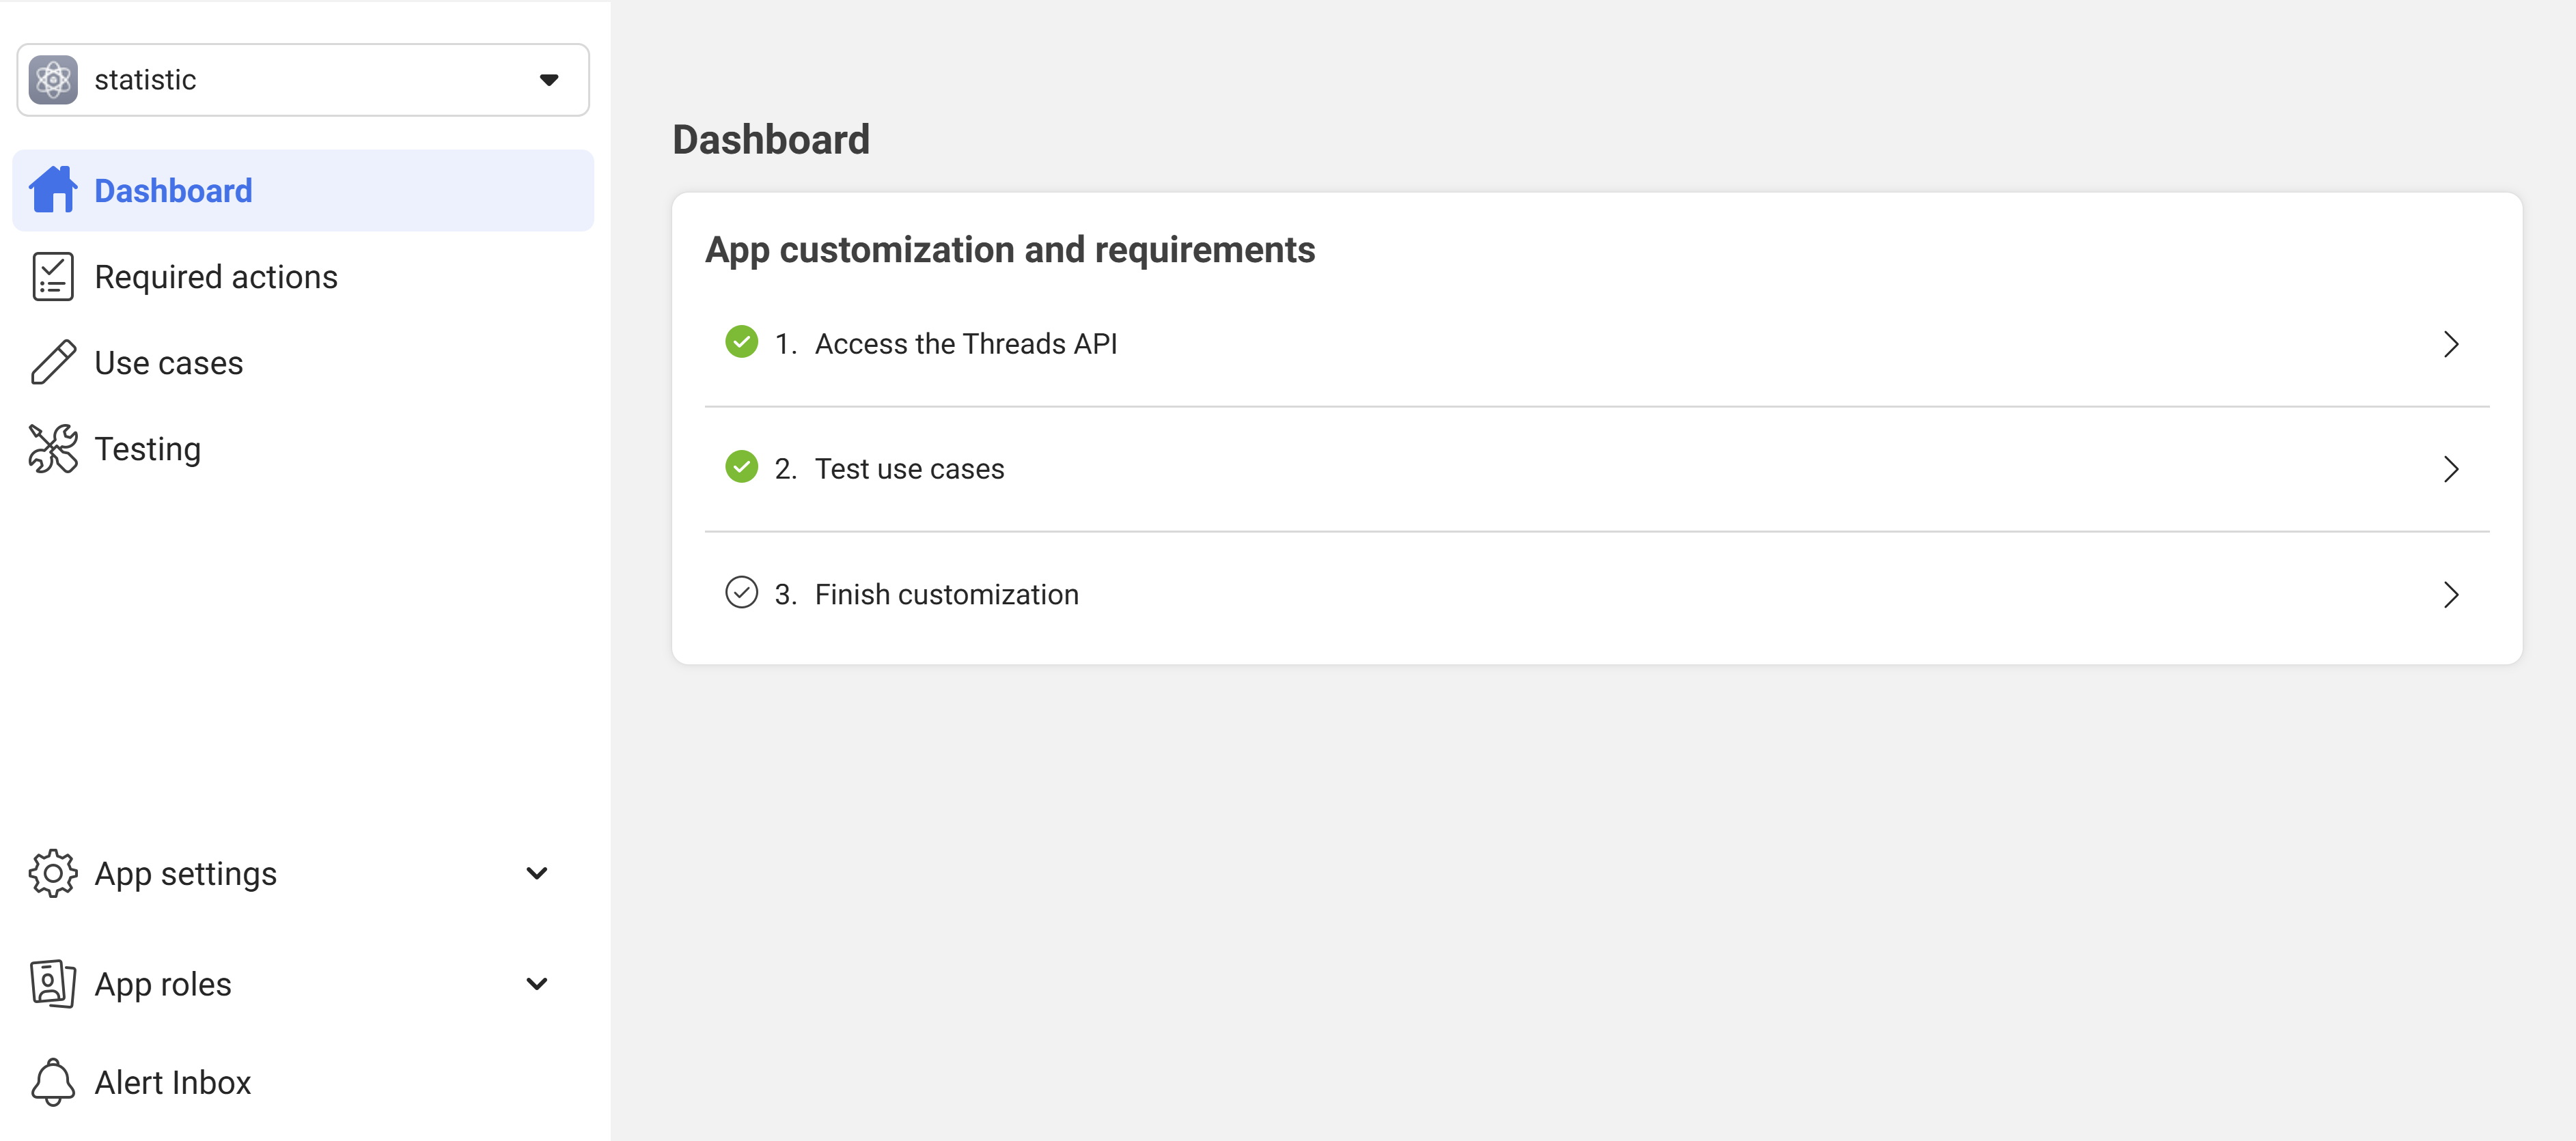 statistic
Dashboard
Required actions
Use cases
Testing
App settings
App roles
Alert Inbox
Dashboard
App customization and requirements
1. Access the Threads API
2. Test use cases
3. Finish customization